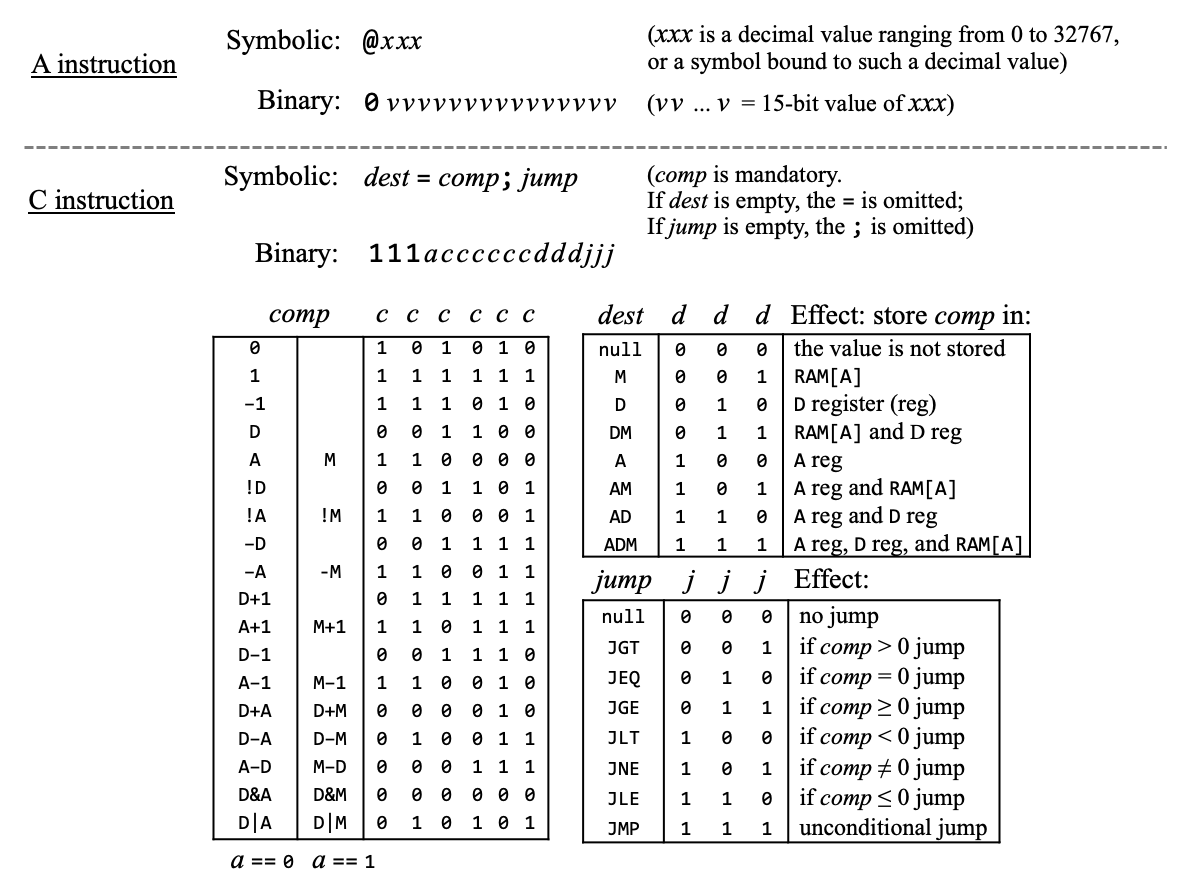 A instruction
Symbolic: @xxx (xxx is a decimal value ranging from 0 to 32767,
or a symbol bound to such a decimal value)
Binary: 0 vvvvvvvvvvvvvvv (vv ... v = 15-bit value of xxx)
C instruction
Symbolic: dest = comp; jump (comp is mandatory.
If dest is empty, the = is omitted;
If jump is empty, the ; is omitted)
Binary: 111accccccdddjjj
comp c c c c c c
0 1 0 1 0 1 0
1 1 1 1 1 1 1
−1 1 1 1 0 1 0
D 0 0 1 1 0 0
A M 1 1 0 0 0 0
!D 0 0 1 1 0 1
!A !M 1 1 0 0 0 1
−D 0 0 1 1 1 1
−A -M 1 1 0 0 1 1
D+1 0 1 1 1 1 1
A+1 M+1 1 1 0 1 1 1
D−1 0 0 1 1 1 0
A−1 M−1 1 1 0 0 1 0
D+A D+M 0 0 0 0 1 0
D−A D−M 0 1 0 0 1 1
A−D M−D 0 0 0 1 1 1
D&A D&M 0 0 0 0 0 0
D|A D|M 0 1 0 1 0 1
a == 0 a == 1
dest d d d Effect: store comp in:
null 0 0 0 the value is not stored
M 0 0 1 RAM[A]
D 0 1 0 D register (reg)
DM 0 1 1 RAM[A] and D reg
A 1 0 0 A reg
AM 1 0 1 A reg and RAM[A]
AD 1 1 0 A reg and D reg
ADM 1 1 1 A reg, D reg, and RAM[A]
jump j j j Effect:
null 0 0 0 no jump
JGT 0 0 1 if comp > 0 jump
JEQ 0 1 0 if comp = 0 jump
JGE 0 1 1 if comp ≥ 0 jump
JLT 1 0 0 if comp < 0 jump
JNE 1 0 1 if comp ≠ 0 jump
JLE 1 1 0 if comp ≤ 0 jump
JMP 1 1 1 unconditional jump